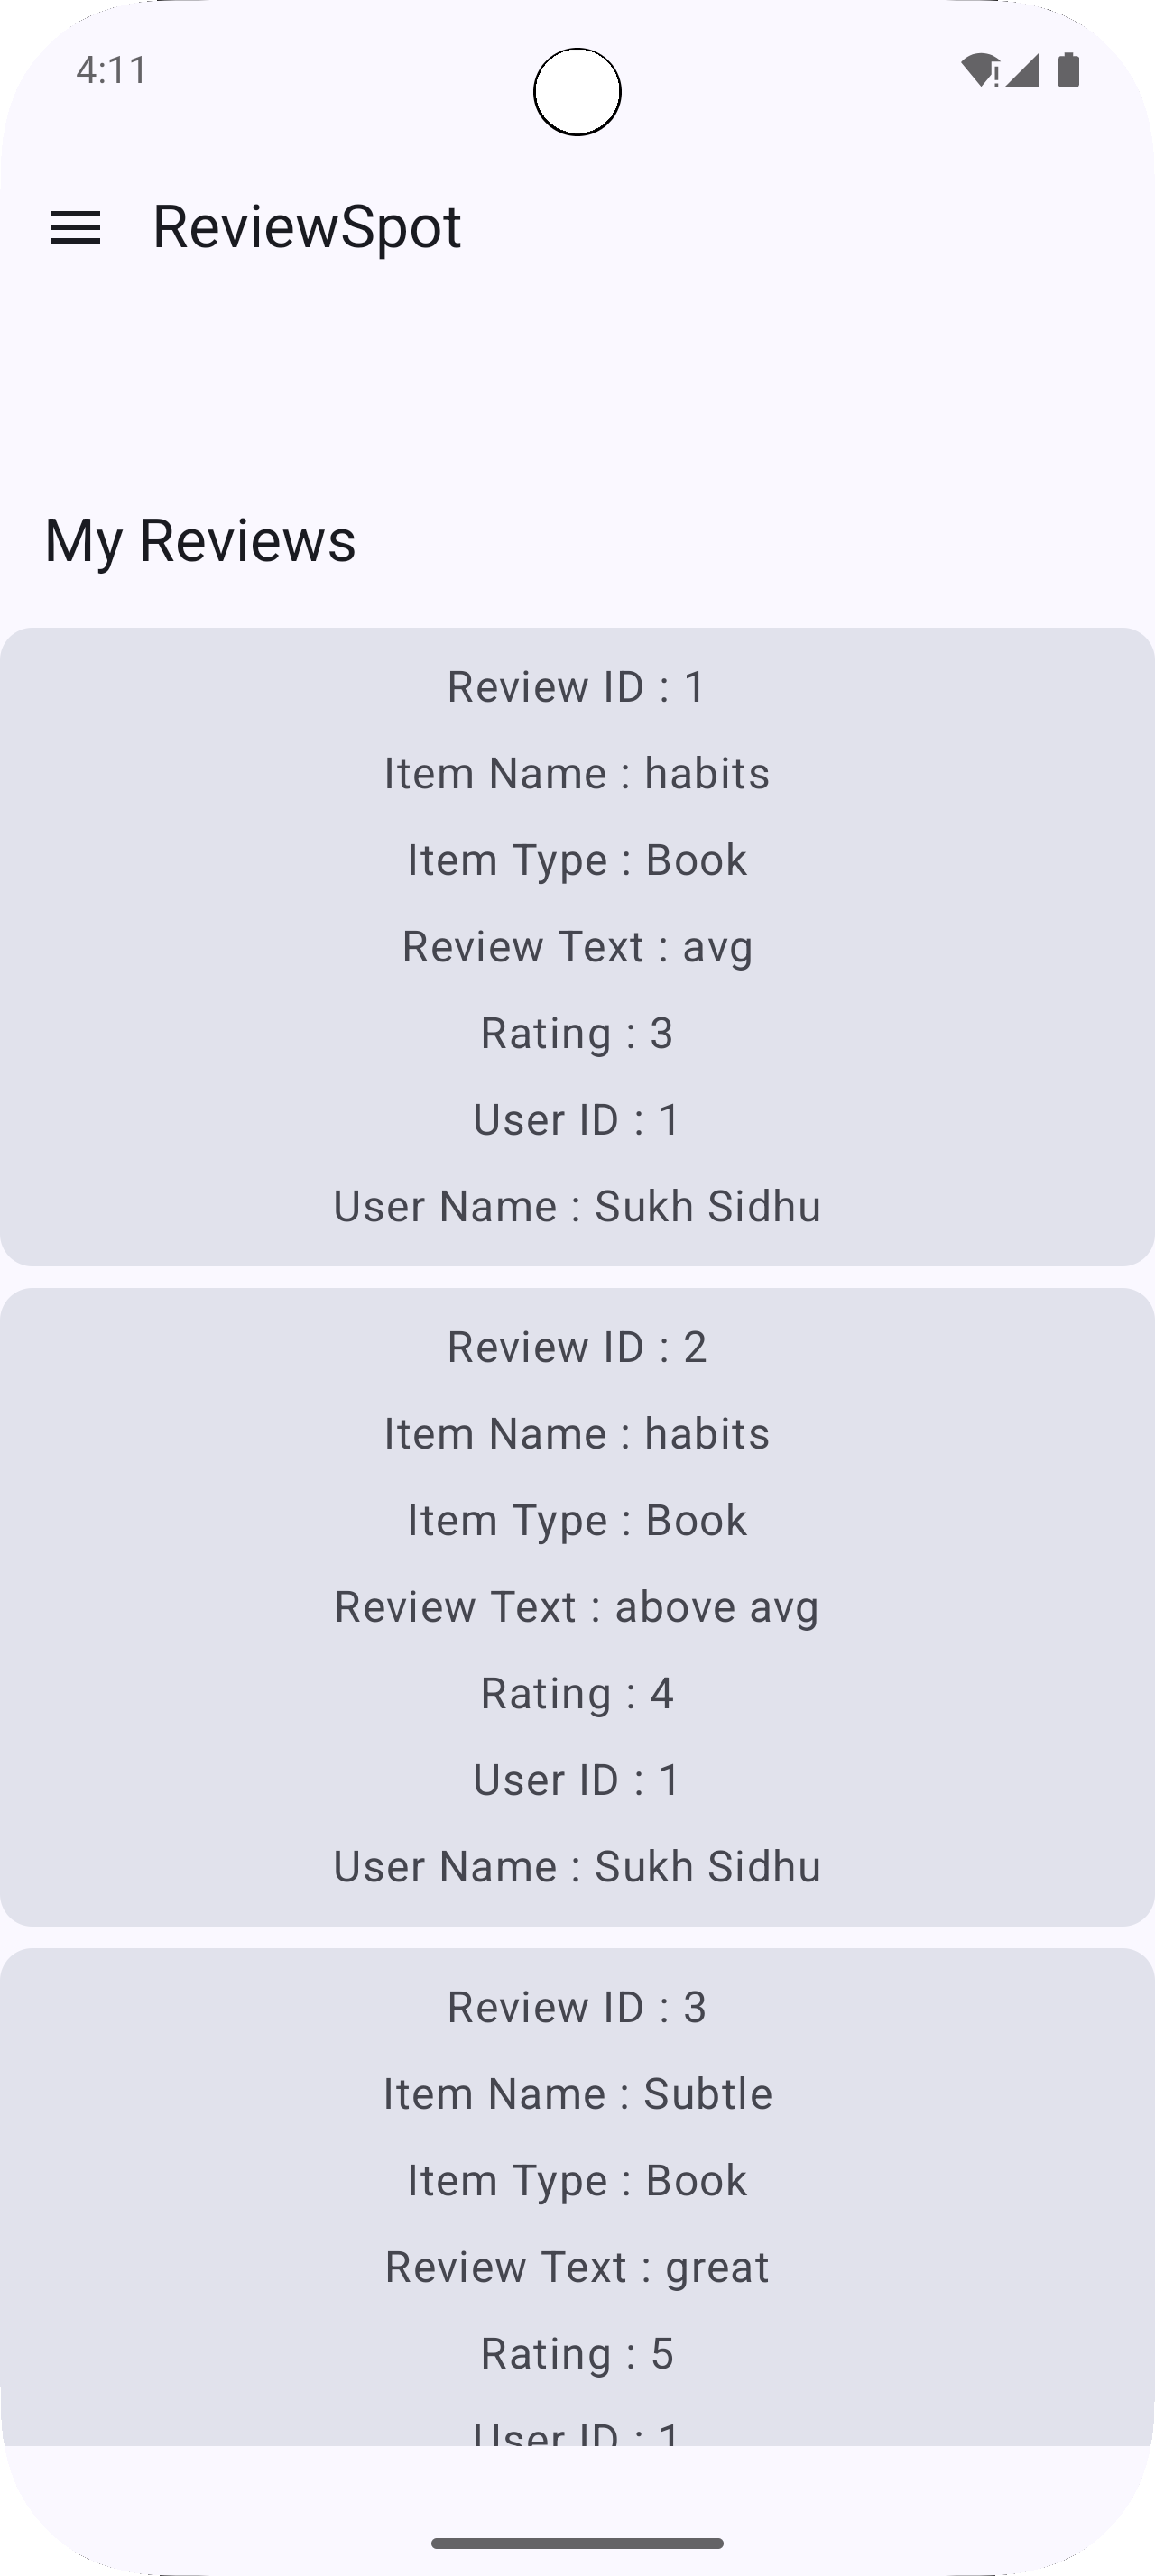 4:11
ReviewSpot
My Reviews
Review ID : 1
Item Name : habits
Item Type : Book
Review Text : avg
Rating : 3
User ID : 1
User Name : Sukh Sidhu
Review ID : 2
Item Name : habits
Item Type : Book
Review Text : above avg
Rating : 4
User ID : 1
User Name : Sukh Sidhu
Review ID : 3
Item Name : Subtle
Item Type : Book
Review Text : great
Rating : 5
User ID : 1